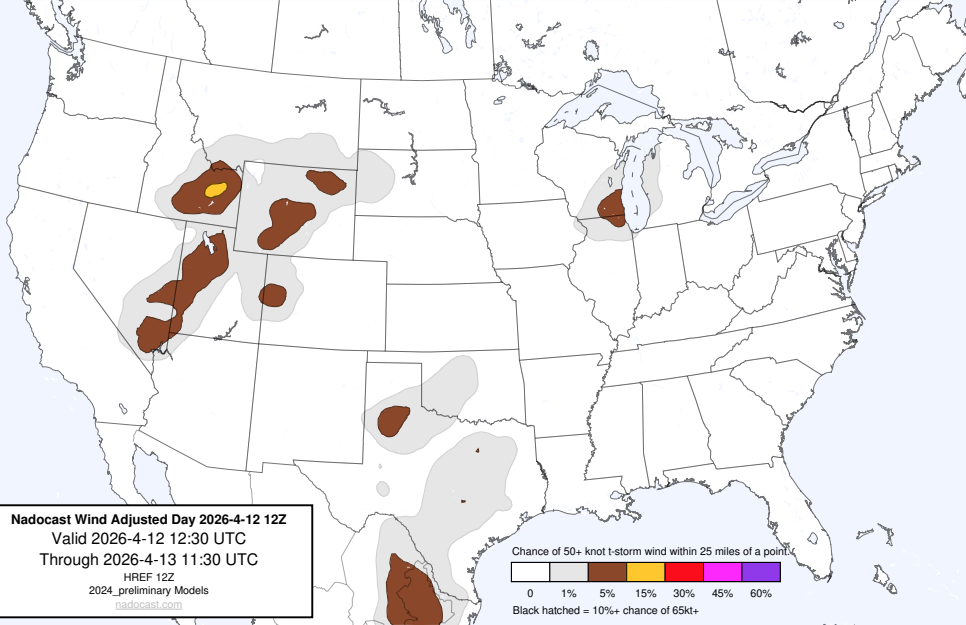 Nadocast Wind Adjusted Day 2026-4-12 12Z
Valid 2026-4-12 12:30 UTC
Through 2026-4-13 11:30 UTC
HREF 12Z
2024_preliminary Models
nadocast.com
Chance of 50+ knot t-storm wind within 25 miles of a point.
0 1% 5% 15% 30% 45% 60%
Black hatched = 10%+ chance of 65kt+